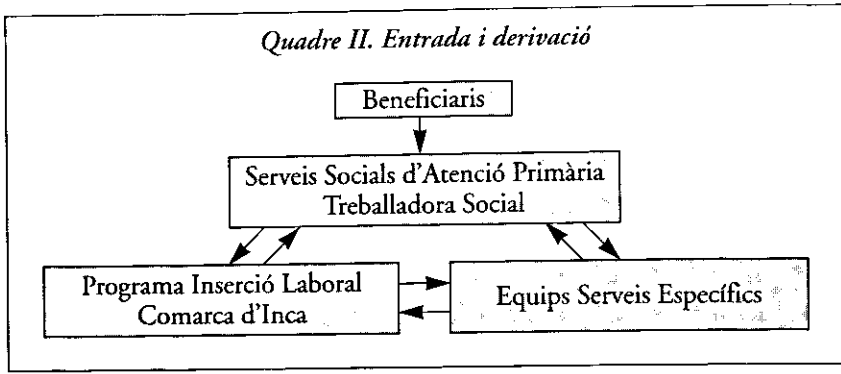 Quadre II. Entrada i derivació
Beneficiaris
Serveis Socials d'Atenció Primària
Treballadora Social
Programa Inserció Laboral
Comarca d'Inca
Equips Serveis Específics